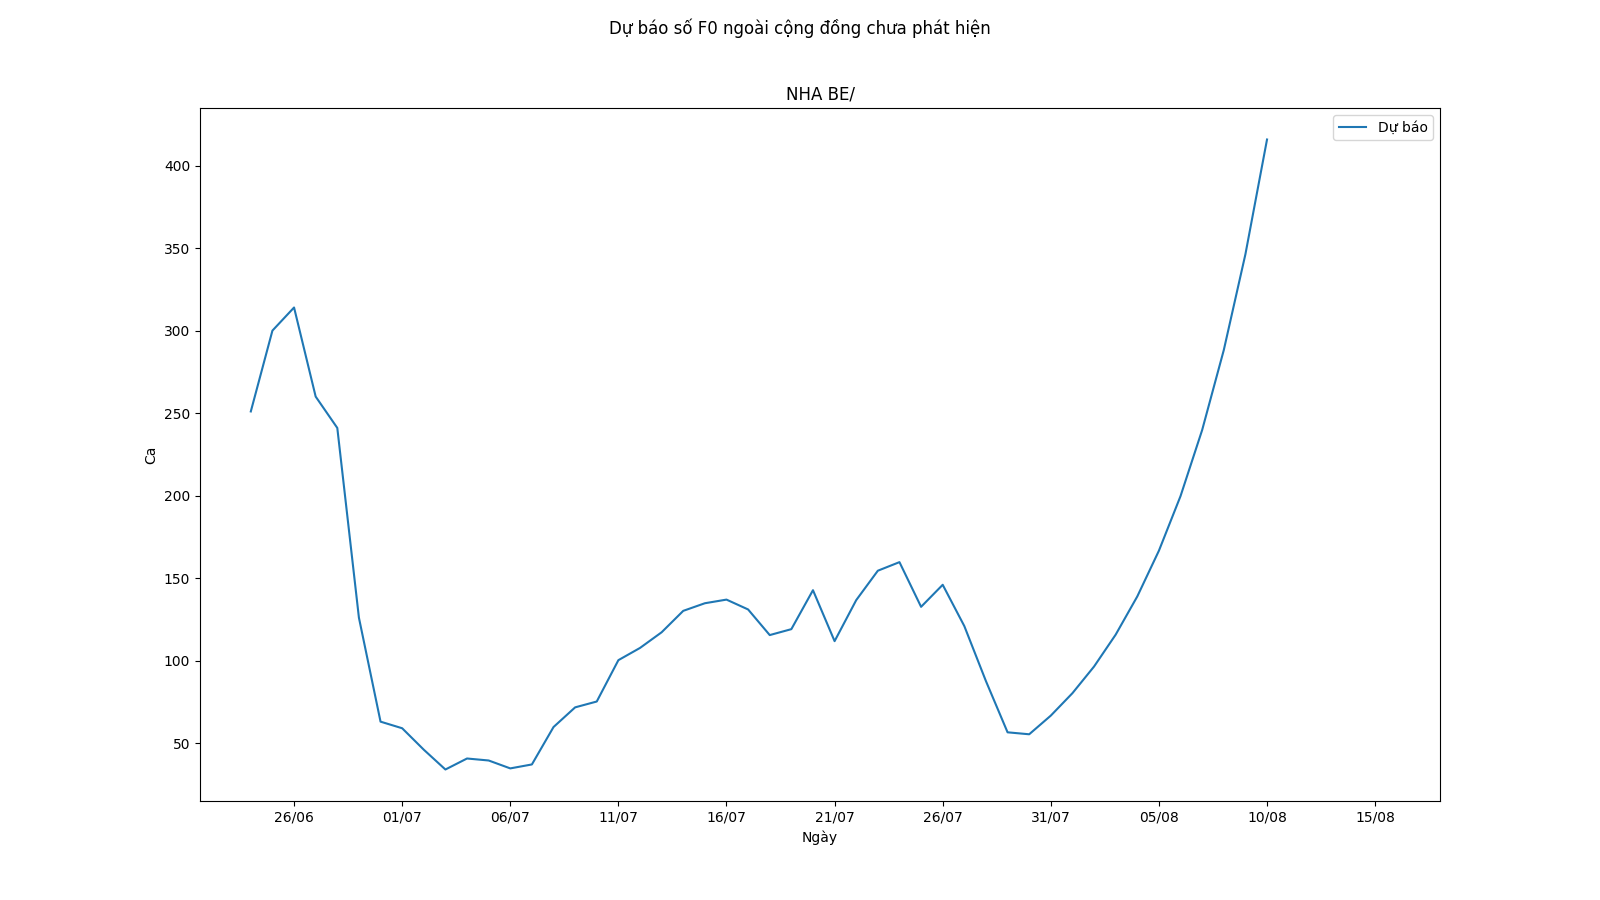 Dự báo số F0 ngoài cộng đồng chưa phát hiện
NHA BE/
Dự báo
400
350
300
250
200
150
100
50
Ca
26/06 01/07 06/07 11/07 16/07 21/07 26/07 31/07 05/08 10/08 15/08
Ngày